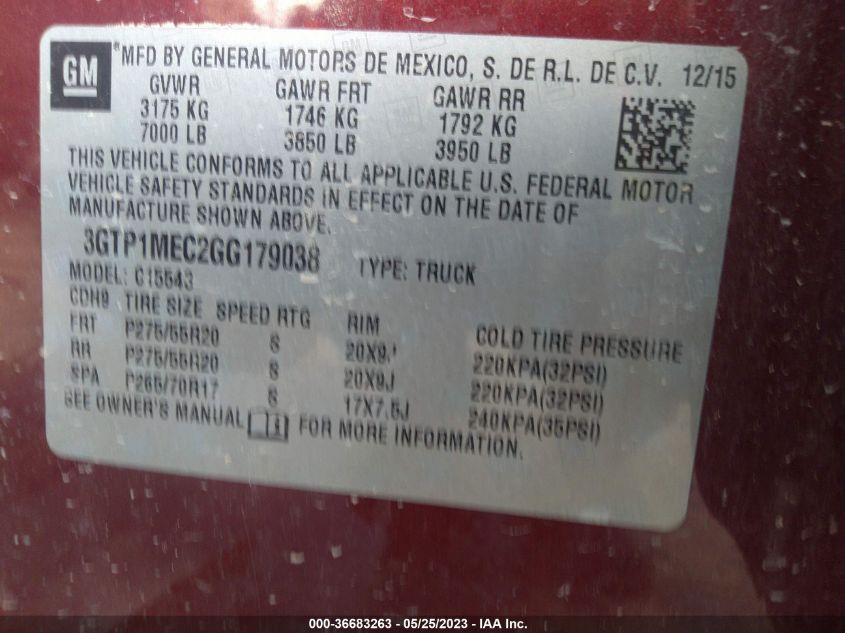 GM
®MFD BY GENERAL MOTORS DE MEXICO, S. DE R.L. DE C.V. 12/15
GVWR GAWR FRT GAWR RR
3175 KG 1746 KG 1792 KG
7000 LB 3850 LB 3950 LB
THIS VEHICLE CONFORMS TO ALL APPLICABLE U.S. FEDERAL MOTOR
VEHICLE SAFETY STANDARDS IN EFFECT ON THE DATE OF
MANUFACTURE SHOWN ABOVE.
3GTP1MEC2GG179038 TYPE: TRUCK
MODEL: C15543
CDH9 TIRE SIZE SPEED RTG RIM COLD TIRE PRESSURE
FRT P275/55R20 S 20X9J 220KPA(32PSI)
RR P275/55R20 S 20X9J 220KPA(32PSI)
SPA P265/70R17 S 17X7.5J 240KPA(35PSI)
SEE OWNER'S MANUAL FOR MORE INFORMATION.
000-36683263 - 05/25/2023 - IAA Inc.